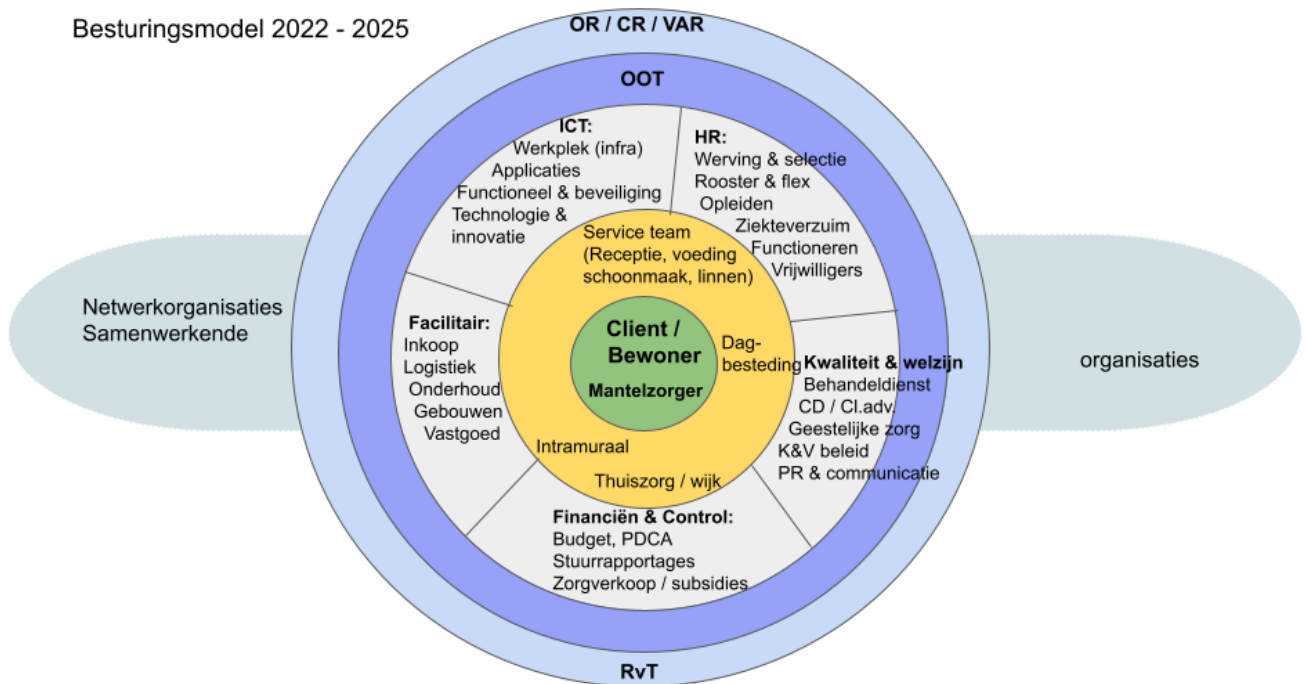 Besturingsmodel 2022 - 2025
OR / CR / VAR
OOT
ICT:
Werkplek (infra)
Applicaties
Functioneel & beveiliging
Technologie &
innovatie
HR:
Werving & selectie
Rooster & flex
Opleiden
Ziekteverzuim
Functioneren
Vrijwilligers
Service team
(Receptie, voeding
schoonmaak, linnen)
Netwerkorganisaties
Samenwerkende
organisaties
Facilitair:
Inkoop
Logistiek
Onderhoud
Gebouwen
Vastgoed
Client /
Bewoner
Mantelzorger
Dag-
besteding
Kwaliteit & welzijn
Behandeldienst
CD / Cl.adv.
Geestelijke zorg
K&V beleid
PR & communicatie
Intramuraal
Thuiszorg / wijk
Financiën & Control:
Budget, PDCA
Stuurrapportages
Zorgverkoop / subsidies
RvT